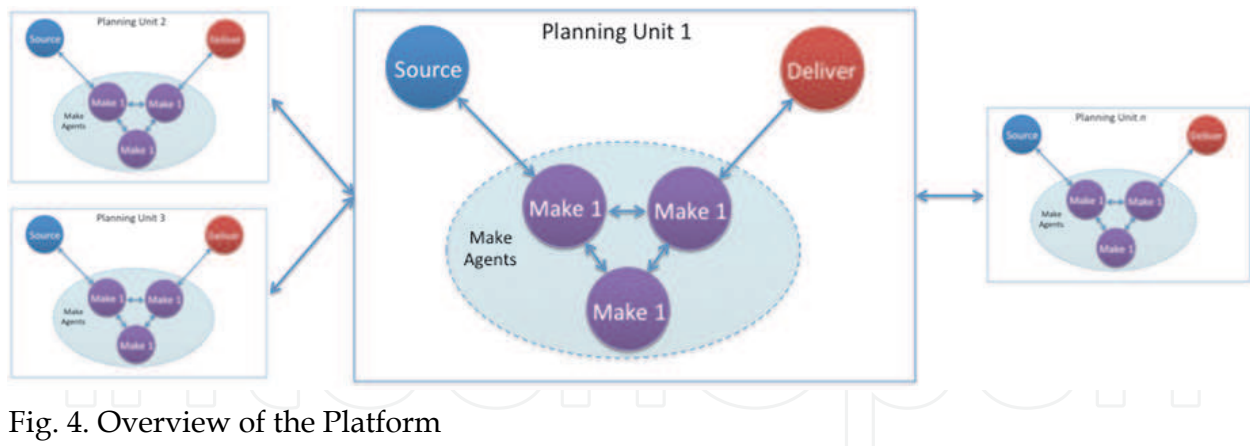 Planning Unit 2
Source
Deliver
Make 1
Make 1
Make
Agents
Make 1
Planning Unit 3
Source
Deliver
Make 1
Make 1
Make
Agents
Make 1
Planning Unit 1
Source
Deliver
Make 1
Make 1
Make
Agents
Make 1
Planning Unit n
Source
Deliver
Make 1
Make 1
Make
Agents
Make 1
Fig. 4. Overview of the Platform